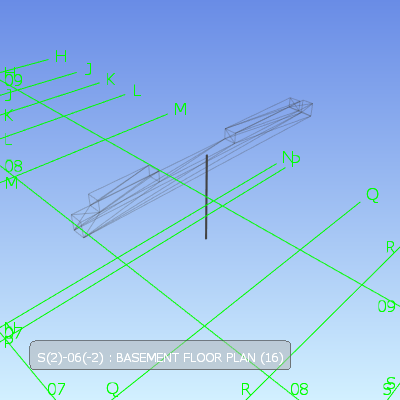 I
J
K
L
M
J
K
L
08
M
N
P
Q
R
09
N
07
P
S(2)-06(-2) : BASEMENT FLOOR PLAN (16)
07
Q
R
08
S
S